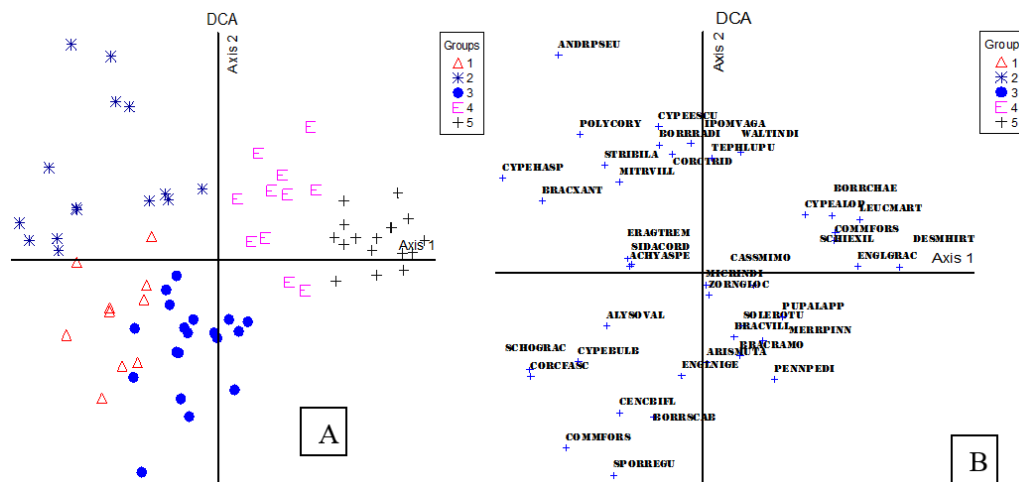 DCA
Axis 2
Groups
1
2
3
4
5
Axis 1
A
DCA
Axis 2
Group
1
2
3
4
5
ANDRPSEU
CYPEESCU
IPOMVAGA
POLYCORY
BORRRADI
WALTINDI
STRIBILA
CORCTRID
TEPHLUPU
CYPEHASP
MITRVILL
BRACXANT
BORRCHAE
CYPEALOP
LEUCMART
ERAGTREM
COMMFORS
SIDACORD
SCHIEXIL
DESMHIRT
ACHYASPE
CASSMIMO
ENGLGRAC
Axis 1
MICRINDI
ZORNGLOC
PUPALAPP
ALYSOVAL
SOLEROTU
MERRPINN
SCHOGRAC
CYPEBULB
BRACRAMO
CORCFASC
ARISMUTA
PENNPEDI
CENCBIFL
BORRSCAB
COMMFORS
SPORREGU
B